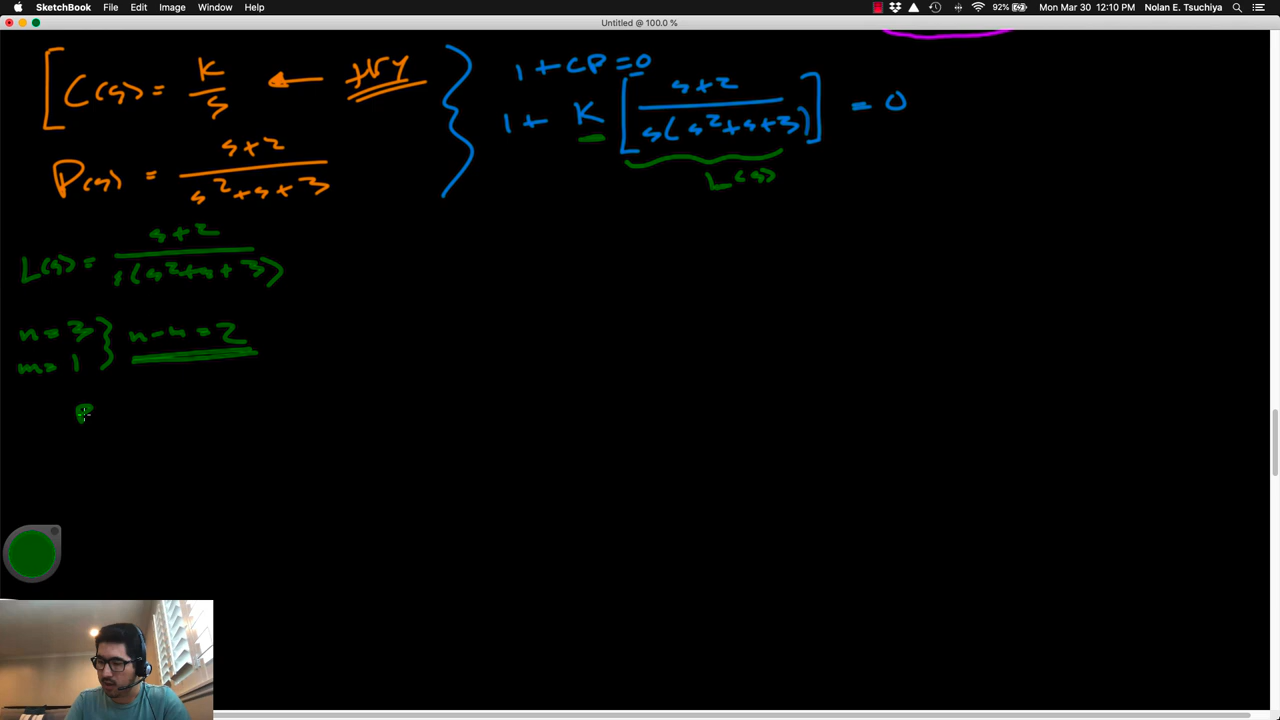 SketchBook File Edit Image Window Help 92% Mon Mar 30 12:10 PM Nolan E. Tsuchiya
Untitled @ 100.0 %
C(s) = K/s ← try
P(s) = s+2 / s²+s+3
1 + CP = 0
1 + K [ s+2 / s(s²+s+3) ] = 0
L(s)
L(s) = s+2 / s(s²+s+3)
n = 3
m = 1
n-m = 2